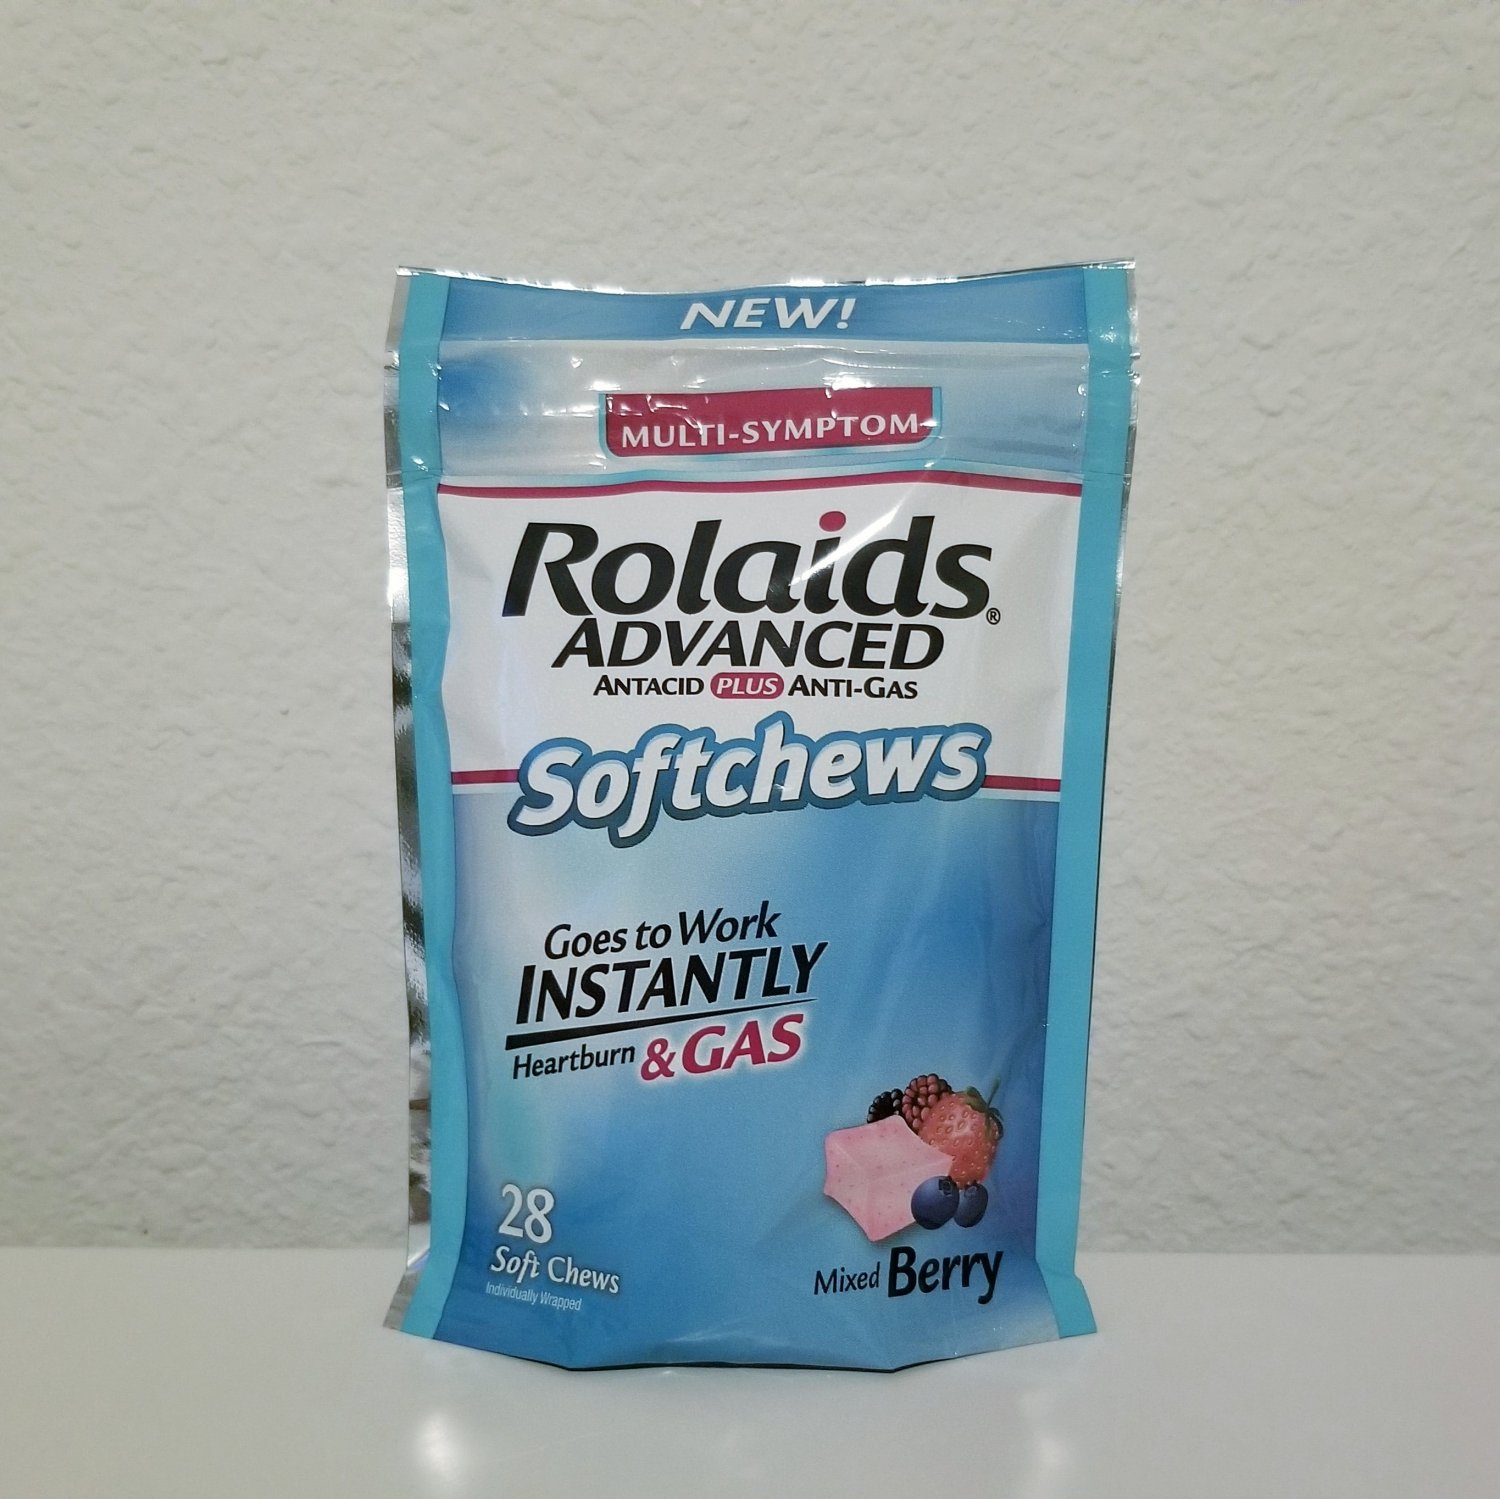 NEW!
MULTI-SYMPTOM
Rolaids®
ADVANCED
ANTACID PLUS ANTI-GAS
Softchews
Goes to Work
INSTANTLY
Heartburn & GAS
28
Soft Chews
Individually Wrapped
Mixed Berry